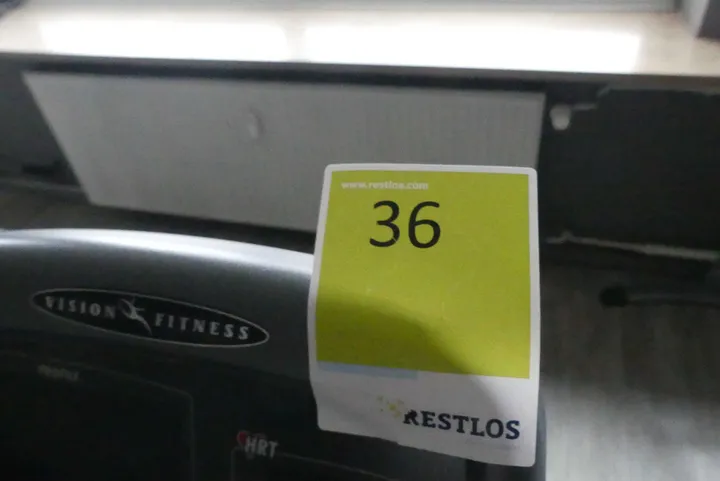 www.restlos.com
36
VISION FITNESS
RESTLOS
HRT